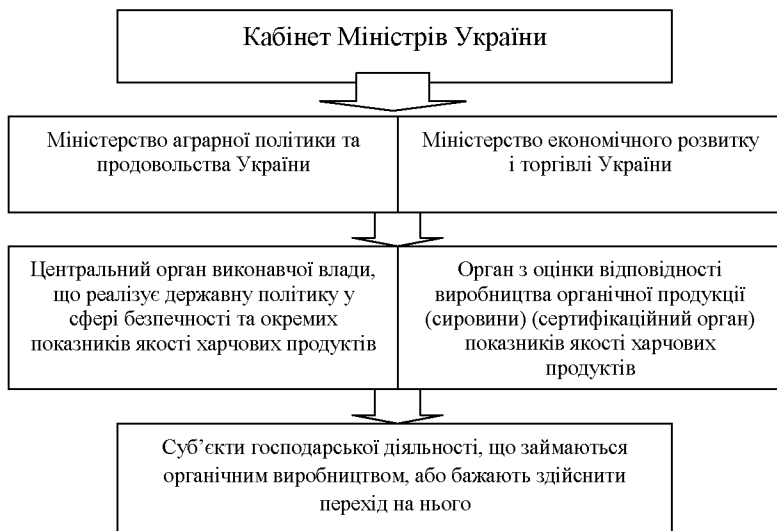 Кабінет Міністрів України
Міністерство аграрної політики та
продовольства України
Міністерство економічного розвитку
і торгівлі України
Центральний орган виконавчої влади,
що реалізує державну політику у
сфері безпечності та окремих
показників якості харчових продуктів
Орган з оцінки відповідності
виробництва органічної продукції
(сировини) (сертифікаційний орган)
показників якості харчових
продуктів
Суб’єкти господарської діяльності, що займаються
органічним виробництвом, або бажають здійснити
перехід на нього